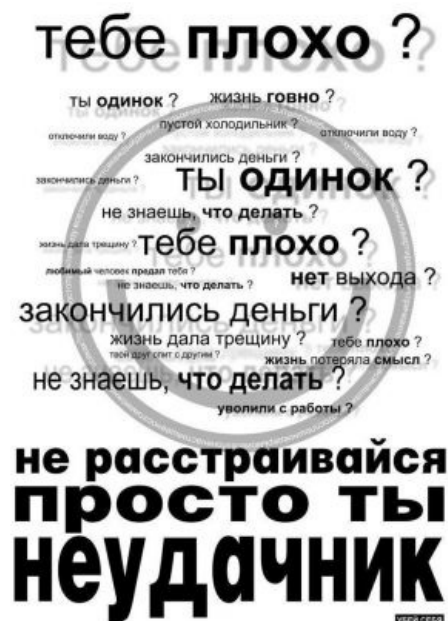 тебе плохо ?
ты одинок ? жизнь говно ?
пустой холодильник ?
отключили воду ? отключили воду ?
закончились деньги ?
закончились деньги ? ты одинок ?
не знаешь, что делать ?
жизнь дала трещину ? тебе плохо ?
любимый человек предал тебя ? нет выхода ?
не знаешь, что делать ?
закончились деньги ?
жизнь дала трещину ? тебе плохо ?
твой друг спит с другим ? жизнь потеряла смысл ?
не знаешь, что делать ?
уволили с работы ?
не расстраивайся
просто ты
неудачник
УБЕЙ СЕБЯ